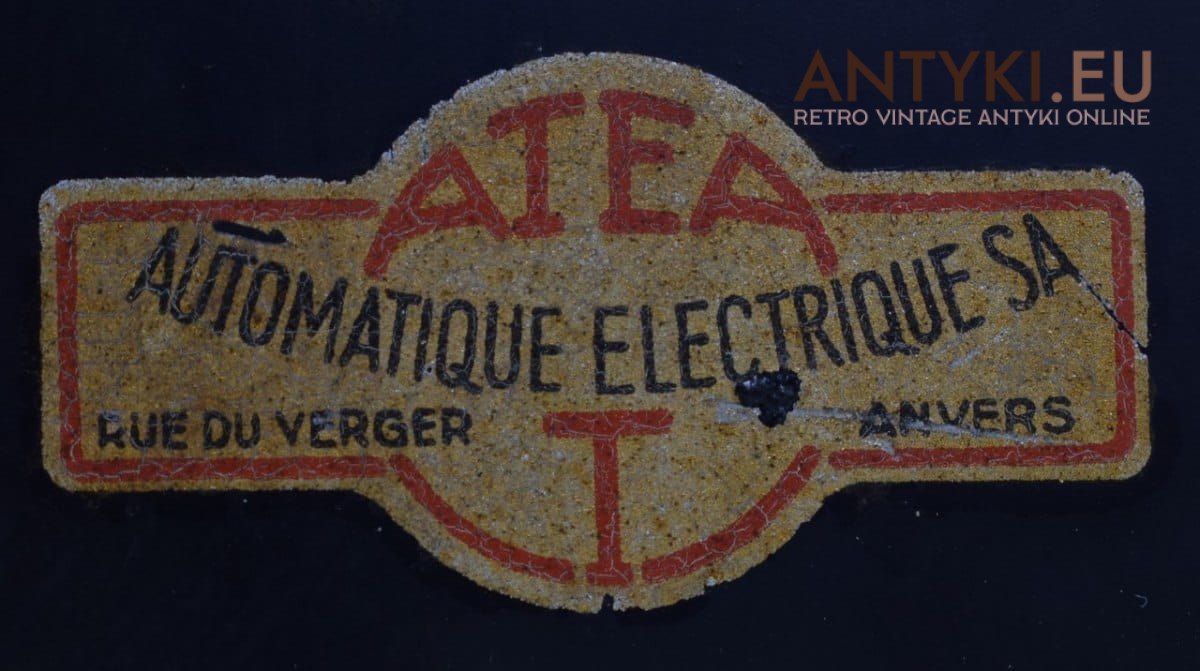 ANTYKI.EU
RETRO VINTAGE ANTYKI ONLINE
ATEA
AUTOMATIQUE ELECTRIQUE SA
RUE DU VERGER ANVERS
T